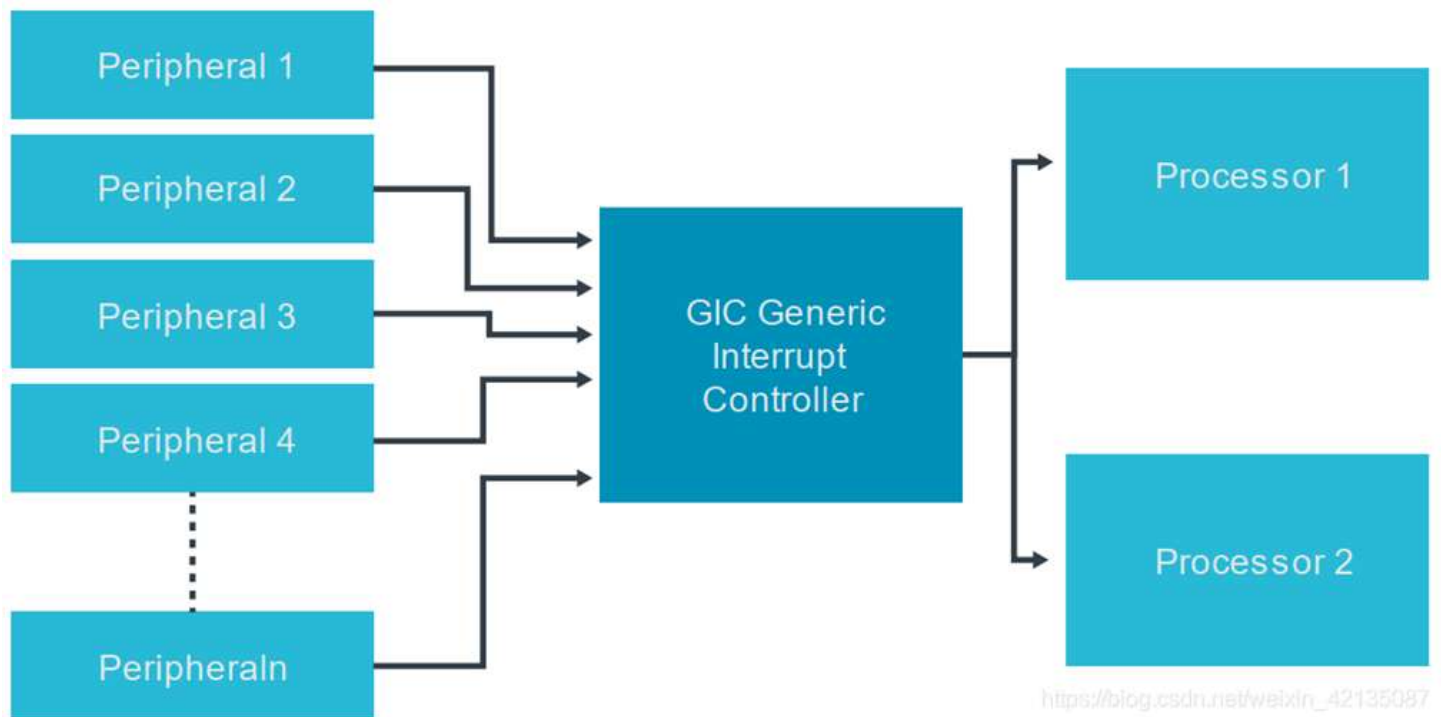 Peripheral 1
Peripheral 2
Peripheral 3
Peripheral 4
Peripheraln
GIC Generic
Interrupt
Controller
Processor 1
Processor 2
https://blog.csdn.net/weixin_42135087